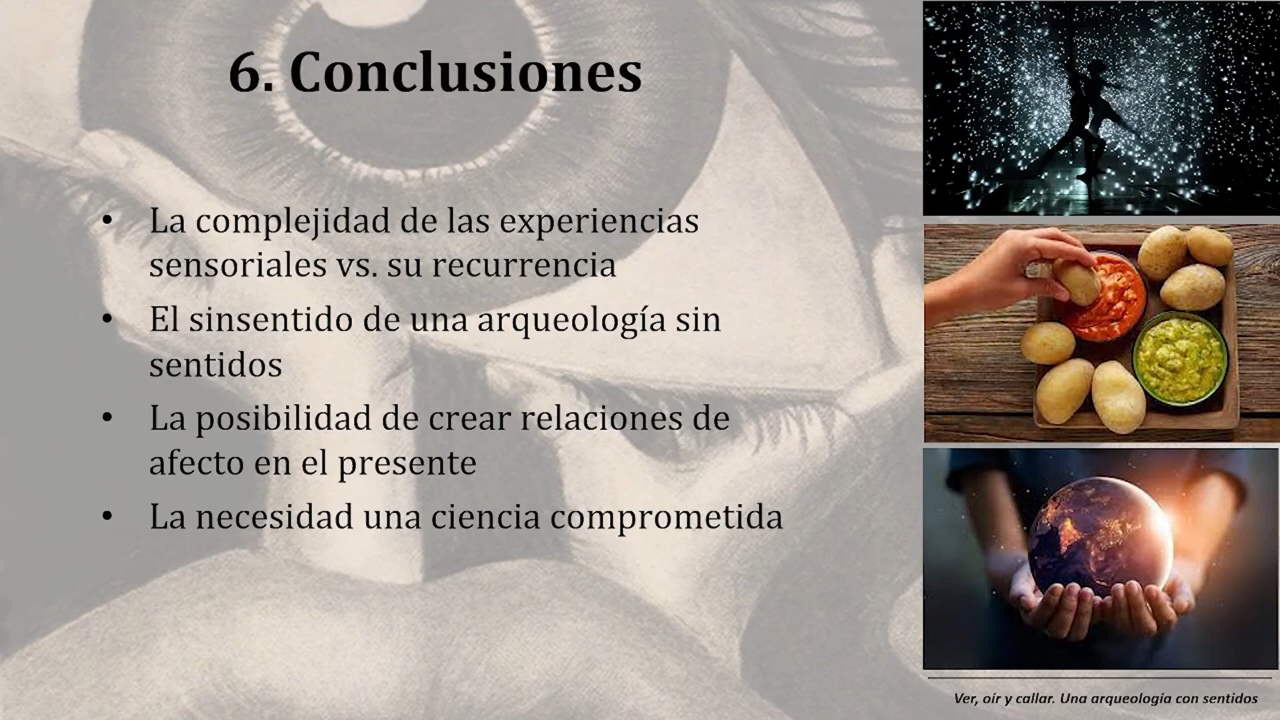 6. Conclusiones
• La complejidad de las experiencias
sensoriales vs. su recurrencia
• El sinsentido de una arqueología sin
sentidos
• La posibilidad de crear relaciones de
afecto en el presente
• La necesidad una ciencia comprometida
Ver, oír y callar. Una arqueología con sentidos